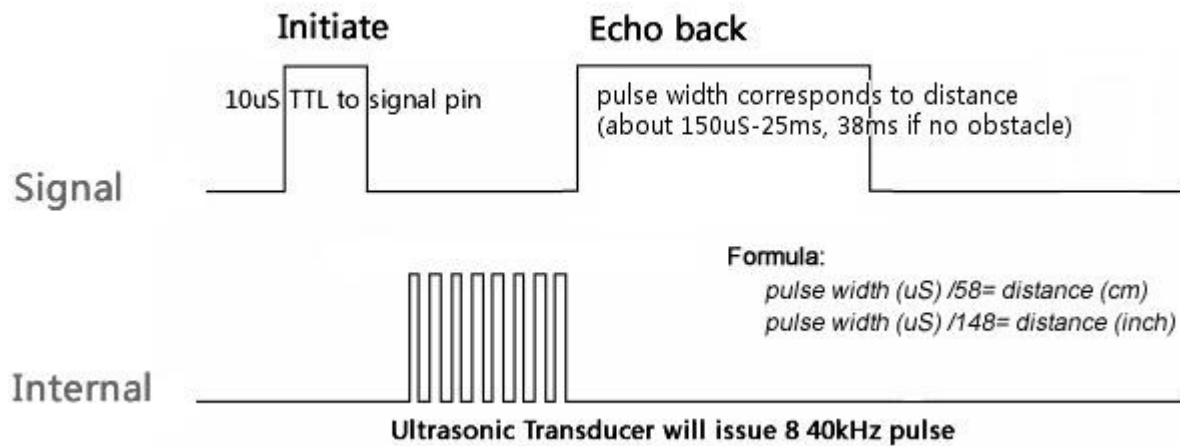 Initiate
Echo back
10uS TTL to signal pin
pulse width corresponds to distance
(about 150uS-25ms, 38ms if no obstacle)
Signal
Formula:
pulse width (uS) /58= distance (cm)
pulse width (uS) /148= distance (inch)
Internal
Ultrasonic Transducer will issue 8 40kHz pulse